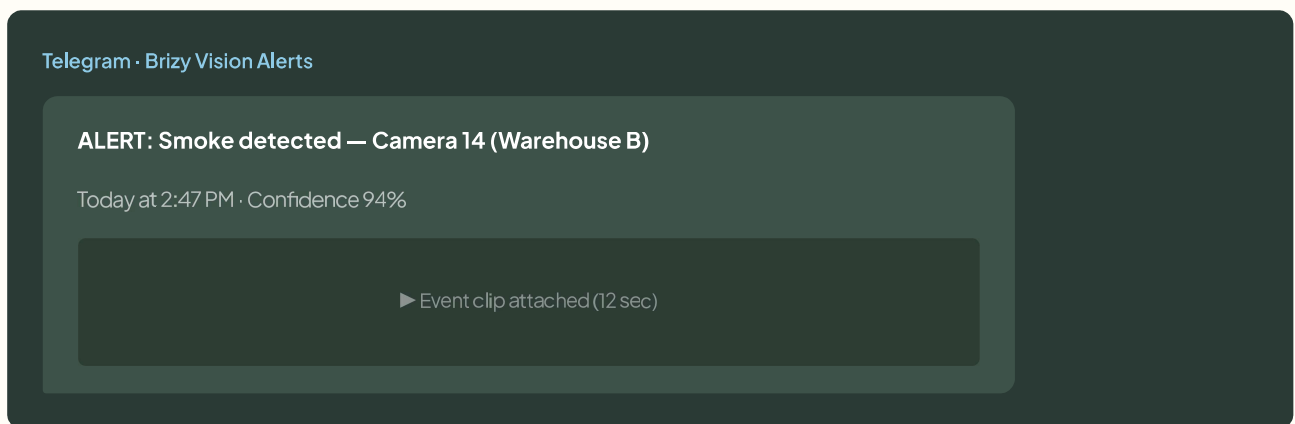 Telegram · Brizy Vision Alerts
ALERT: Smoke detected — Camera 14 (Warehouse B)
Today at 2:47 PM · Confidence 94%
▶ Event clip attached (12 sec)